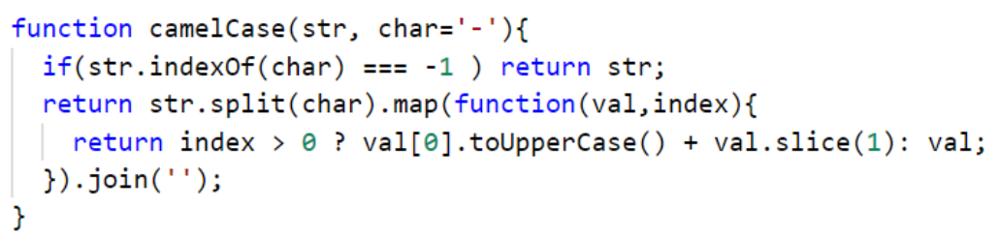 function camelCase(str, char='-'){
  if(str.indexOf(char) === -1 ) return str;
  return str.split(char).map(function(val,index){
    return index > 0 ? val[0].toUpperCase() + val.slice(1): val;
  }).join('');
}